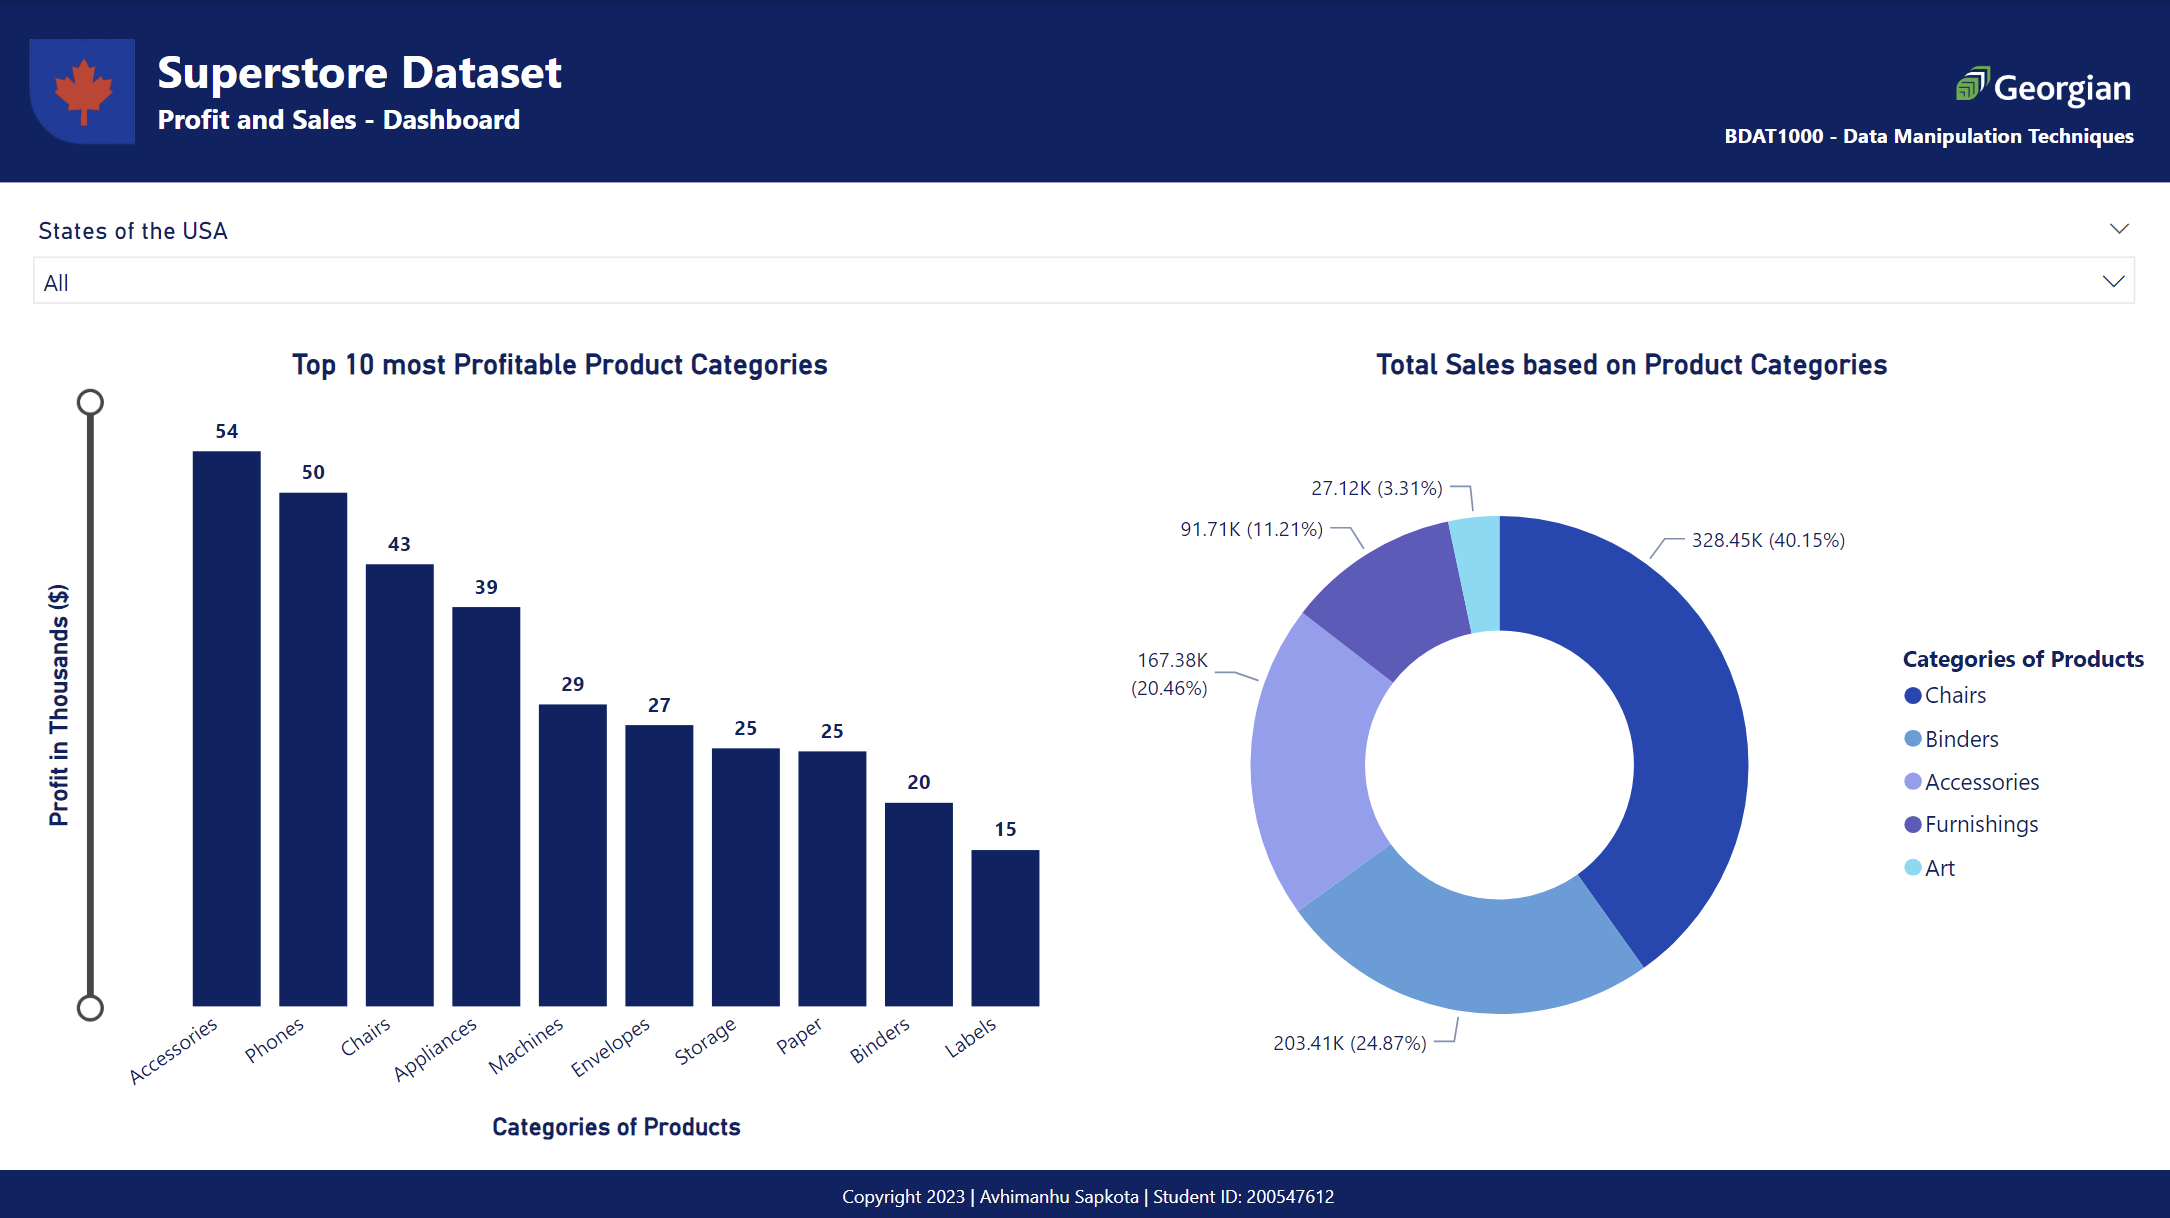 Superstore Dataset
Profit and Sales - Dashboard
Georgian
BDAT1000 - Data Manipulation Techniques
States of the USA
All
Top 10 most Profitable Product Categories
Profit in Thousands ($)
54
50
43
39
29
27
25
25
20
15
Accessories
Phones
Chairs
Appliances
Machines
Envelopes
Storage
Paper
Binders
Labels
Categories of Products
Total Sales based on Product Categories
27.12K (3.31%)
91.71K (11.21%)
328.45K (40.15%)
167.38K
(20.46%)
203.41K (24.87%)
Categories of Products
Chairs
Binders
Accessories
Furnishings
Art
Copyright 2023 | Avhimanhu Sapkota | Student ID: 200547612